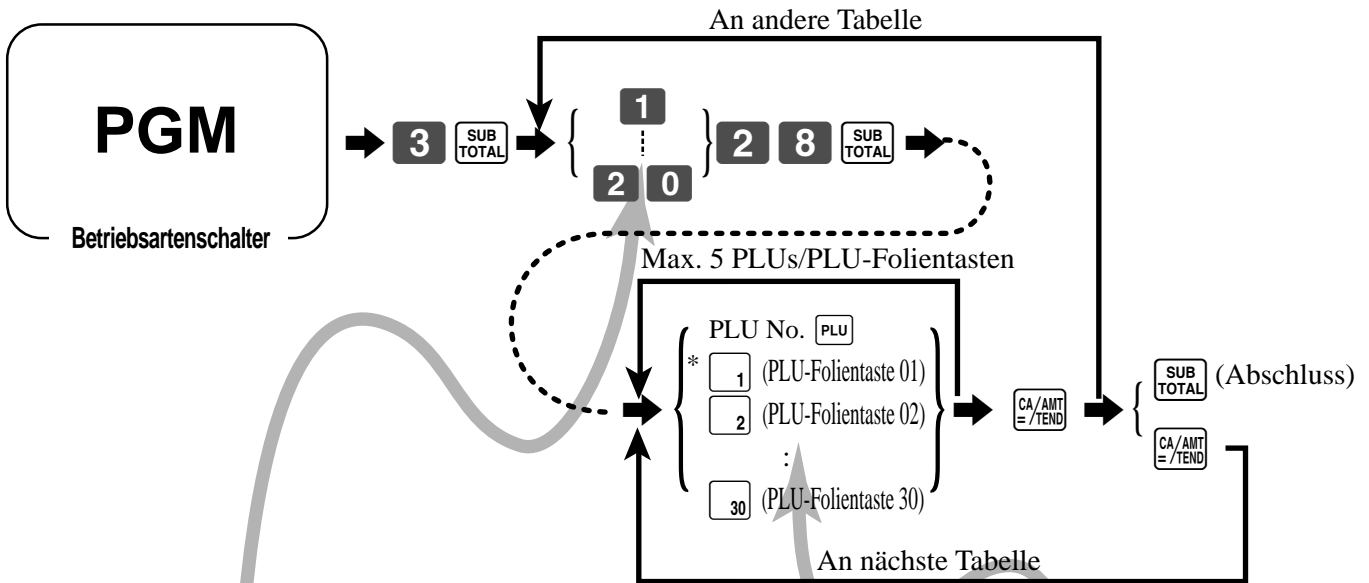 An andere Tabelle
PGM
Betriebsartenschalter
3 SUB TOTAL { 1 } 2 8 SUB TOTAL
2 0
Max. 5 PLUs/PLU-Folientasten
PLU No. PLU
* 1 (PLU-Folientaste 01)
2 (PLU-Folientaste 02)
:
30 (PLU-Folientaste 30)
CA/AMT
= /TEND
SUB
TOTAL (Abschluss)
CA/AMT
= /TEND
An nächste Tabelle